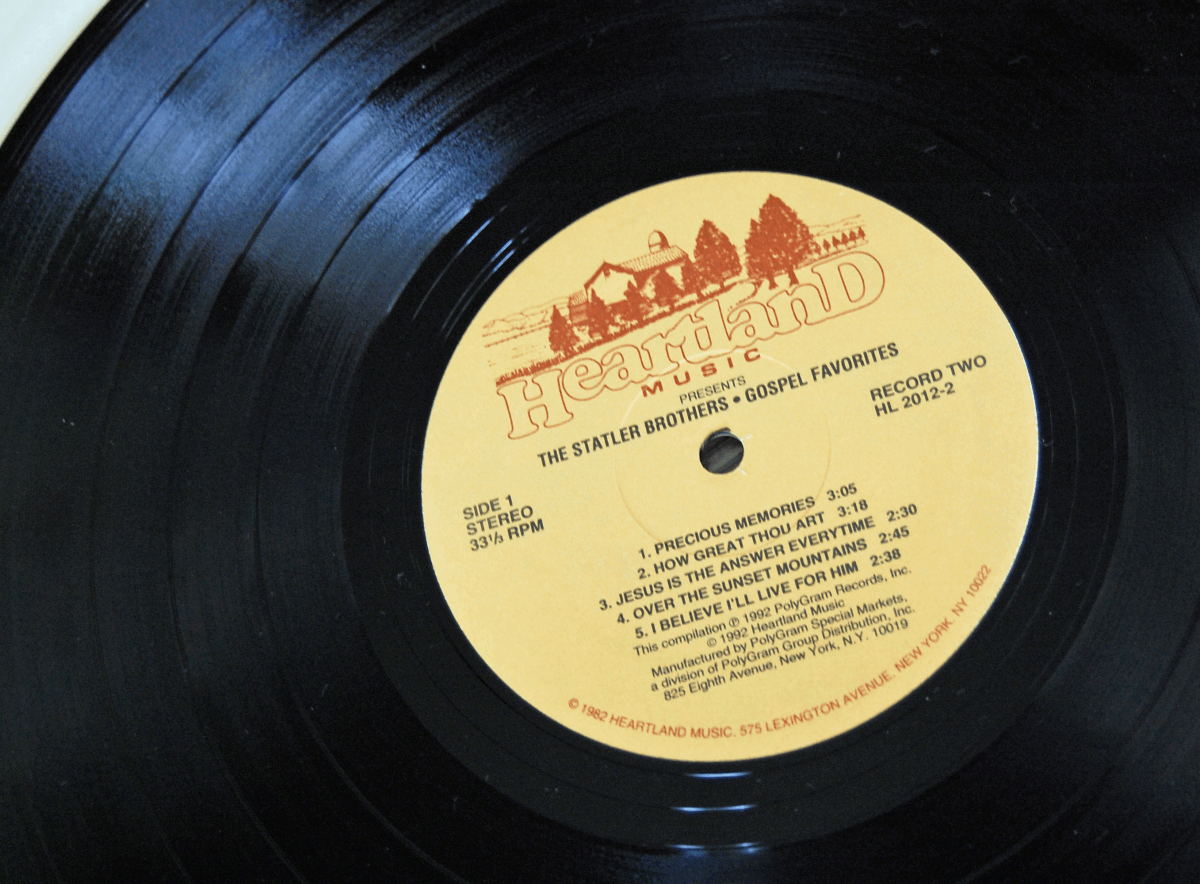 HeartlanD
MUSIC
PRESENTS
THE STATLER BROTHERS • GOSPEL FAVORITES
RECORD TWO
HL 2012-2
SIDE 1
STEREO
33⅓ RPM
1. PRECIOUS MEMORIES 3:05
2. HOW GREAT THOU ART 3:18
3. JESUS IS THE ANSWER EVERYTIME 2:30
4. OVER THE SUNSET MOUNTAINS 2:45
5. I BELIEVE I'LL LIVE FOR HIM 2:38
This compilation ℗ 1992 PolyGram Records, Inc.
© 1992 Heartland Music
Manufactured by PolyGram Special Markets,
a division of PolyGram Group Distribution, Inc.
825 Eighth Avenue, New York, N.Y. 10019
© 1982 HEARTLAND MUSIC. 575 LEXINGTON AVENUE. NEW YORK. NY 10022